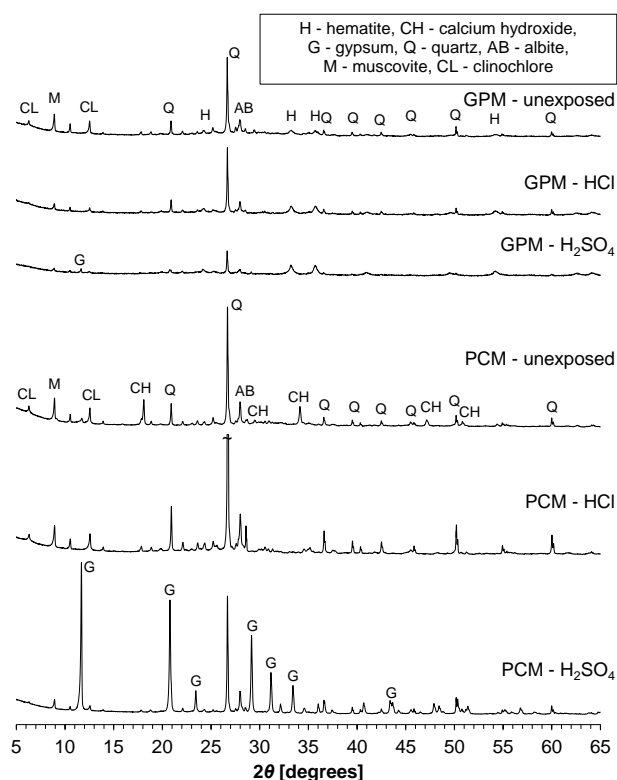 H - hematite, CH - calcium hydroxide,
G - gypsum, Q - quartz, AB - albite,
M - muscovite, CL - clinochlore
Q
GPM - unexposed
CL M CL Q H AB H H Q Q Q Q Q H Q
GPM - HCl
GPM - H₂SO₄
G
Q
PCM - unexposed
CL M CL CH Q AB CH CH Q Q Q Q CH Q CH Q
PCM - HCl
G
G G G G G G
PCM - H₂SO₄
5 10 15 20 25 30 35 40 45 50 55 60 65
2θ [degrees]